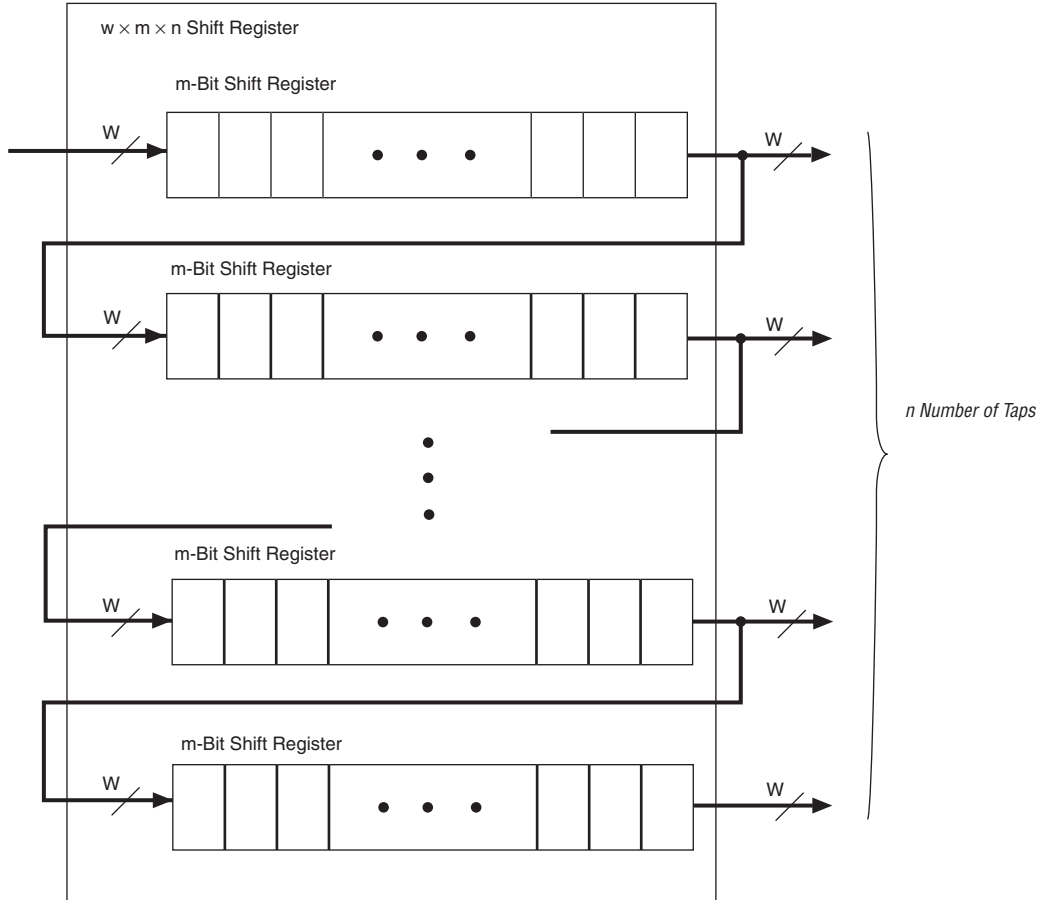 w × m × n Shift Register
m-Bit Shift Register
W
W
m-Bit Shift Register
W
W
n Number of Taps
m-Bit Shift Register
W
W
m-Bit Shift Register
W
W